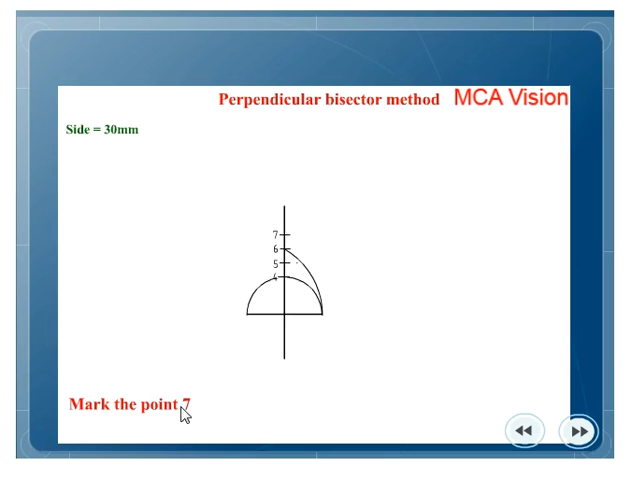 Perpendicular bisector method MCA Vision
Side = 30mm
7
6
5
4
Mark the point 7